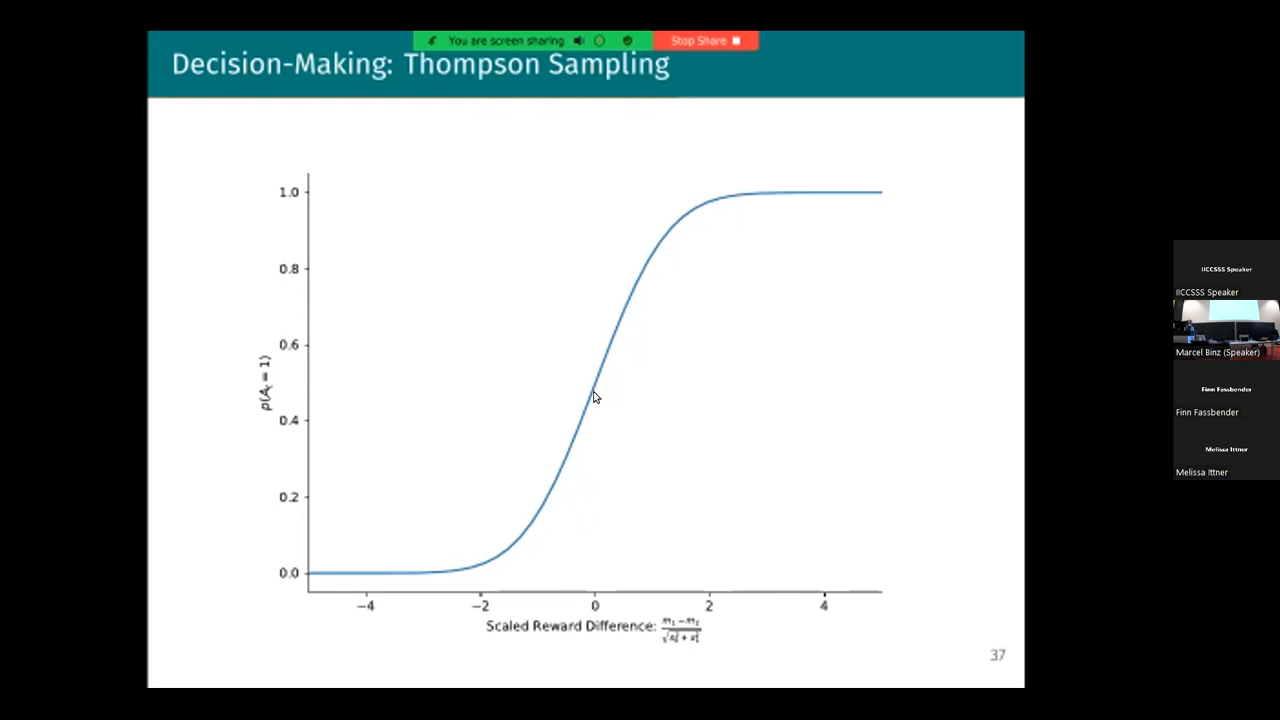 You are screen sharing
Stop Share
Decision-Making: Thompson Sampling
1.0
0.8
0.6
0.4
0.2
0.0
p(Aₜ = 1)
−4 −2 0 2 4
Scaled Reward Difference:
37
IICCSSS Speaker
IICCSSS Speaker
Marcel Binz (Speaker)
Finn Fassbender
Finn Fassbender
Melissa Ittner
Melissa Ittner